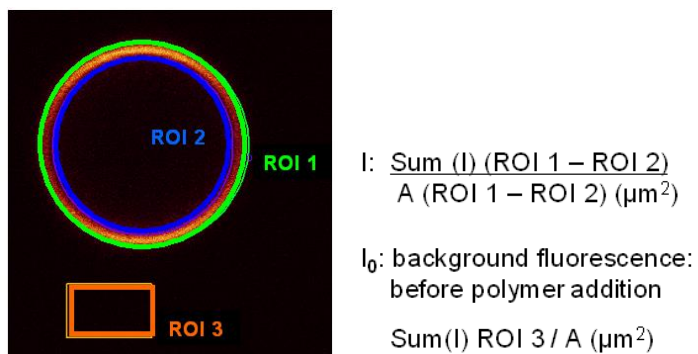 ROI 2
ROI 1
ROI 3
I: Sum (I) (ROI 1 – ROI 2)
A (ROI 1 – ROI 2) (µm²)
I₀: background fluorescence:
before polymer addition
Sum(I) ROI 3 / A (µm²)